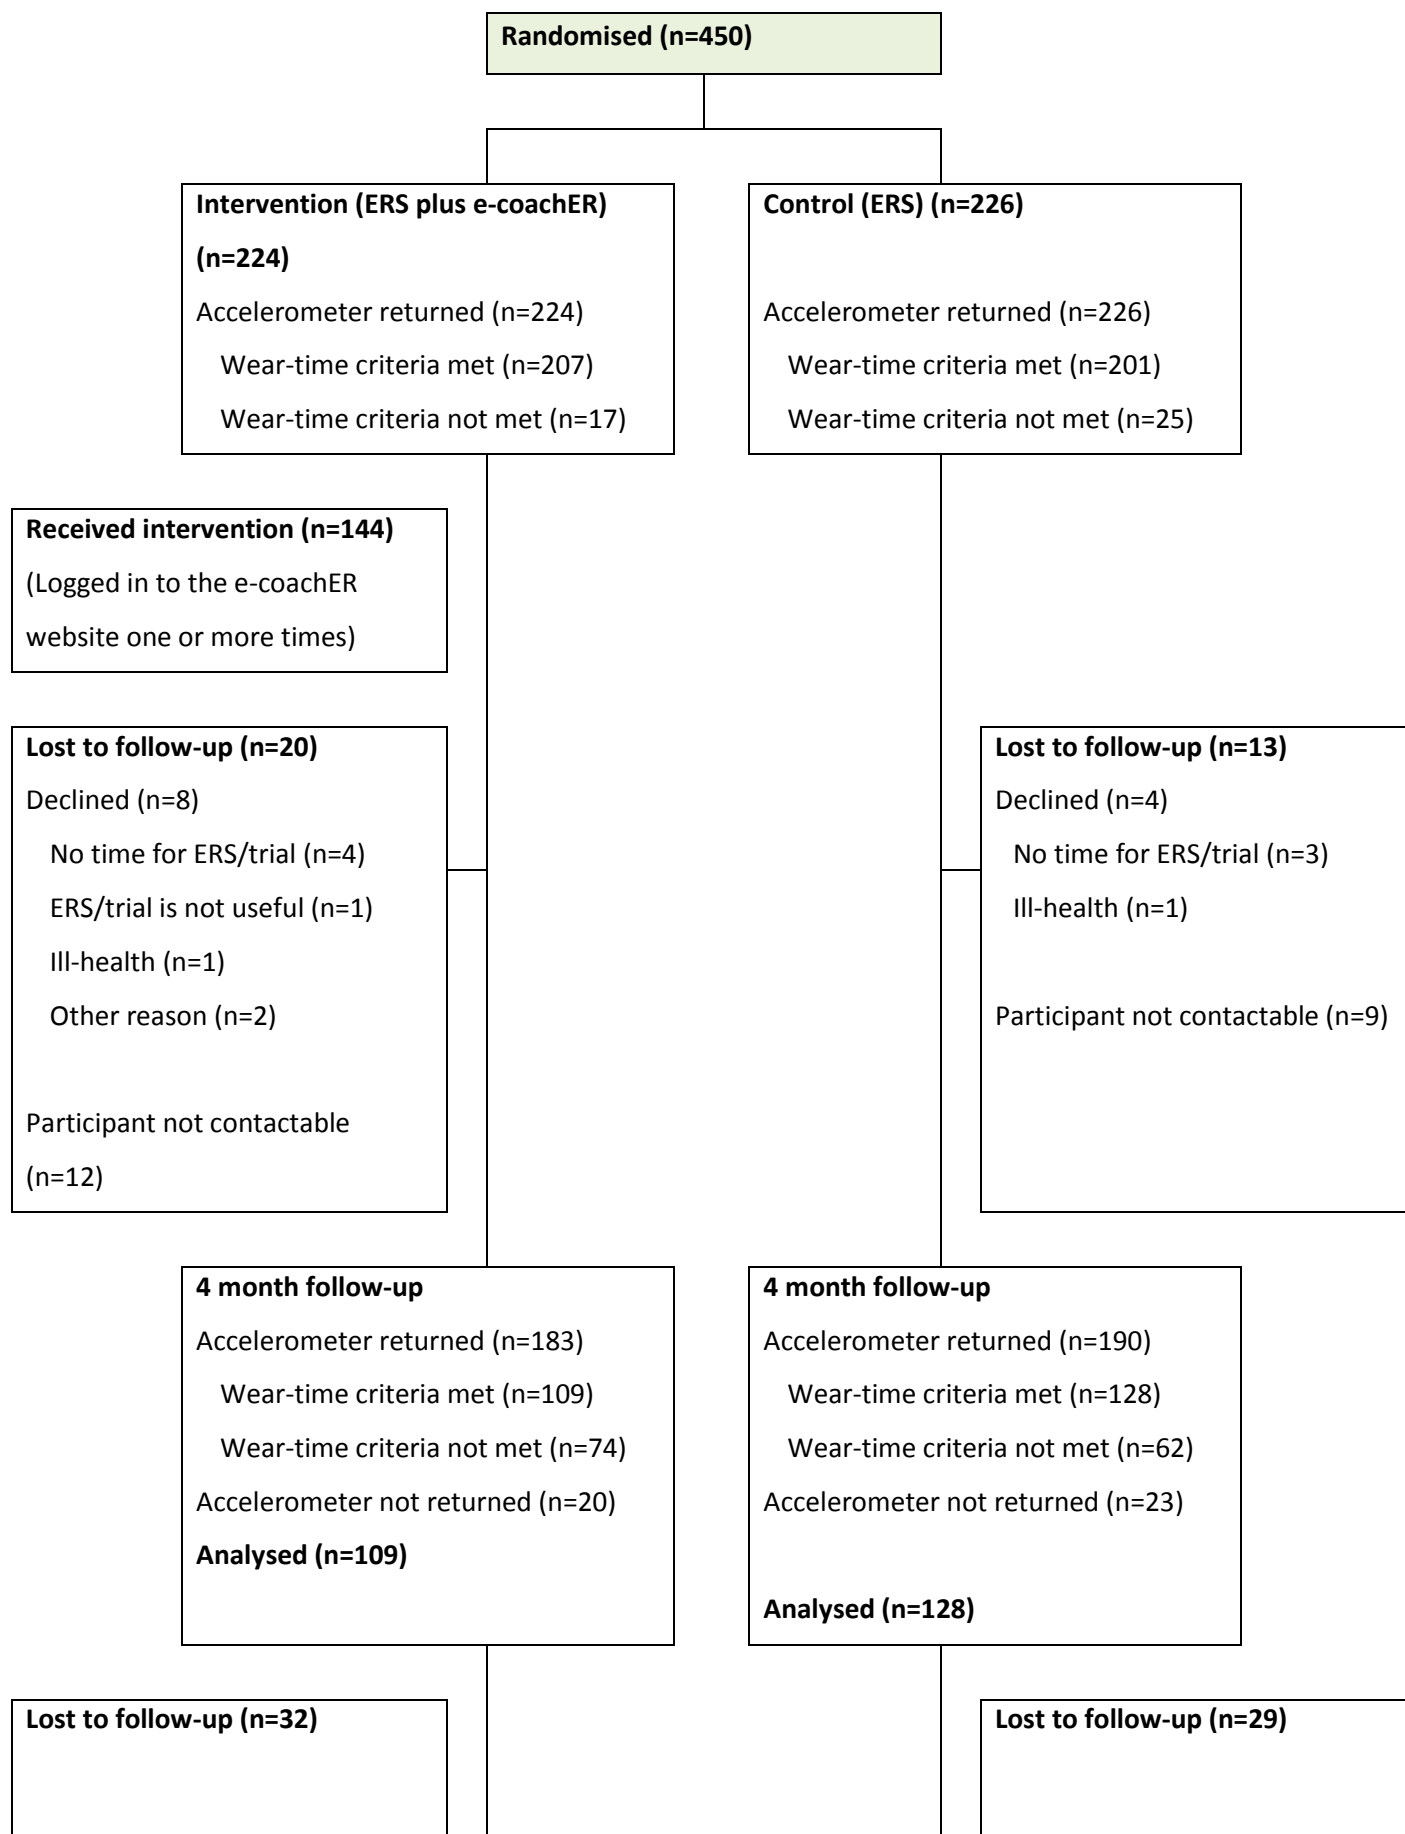 Randomised (n=450)
Intervention (ERS plus e-coachER)
(n=224)
Accelerometer returned (n=224)
Wear-time criteria met (n=207)
Wear-time criteria not met (n=17)
Control (ERS) (n=226)
Accelerometer returned (n=226)
Wear-time criteria met (n=201)
Wear-time criteria not met (n=25)
Received intervention (n=144)
(Logged in to the e-coachER
website one or more times)
Lost to follow-up (n=20)
Declined (n=8)
No time for ERS/trial (n=4)
ERS/trial is not useful (n=1)
Ill-health (n=1)
Other reason (n=2)
Participant not contactable
(n=12)
Lost to follow-up (n=13)
Declined (n=4)
No time for ERS/trial (n=3)
Ill-health (n=1)
Participant not contactable (n=9)
4 month follow-up
Accelerometer returned (n=183)
Wear-time criteria met (n=109)
Wear-time criteria not met (n=74)
Accelerometer not returned (n=20)
Analysed (n=109)
4 month follow-up
Accelerometer returned (n=190)
Wear-time criteria met (n=128)
Wear-time criteria not met (n=62)
Accelerometer not returned (n=23)
Analysed (n=128)
Lost to follow-up (n=32)
Lost to follow-up (n=29)